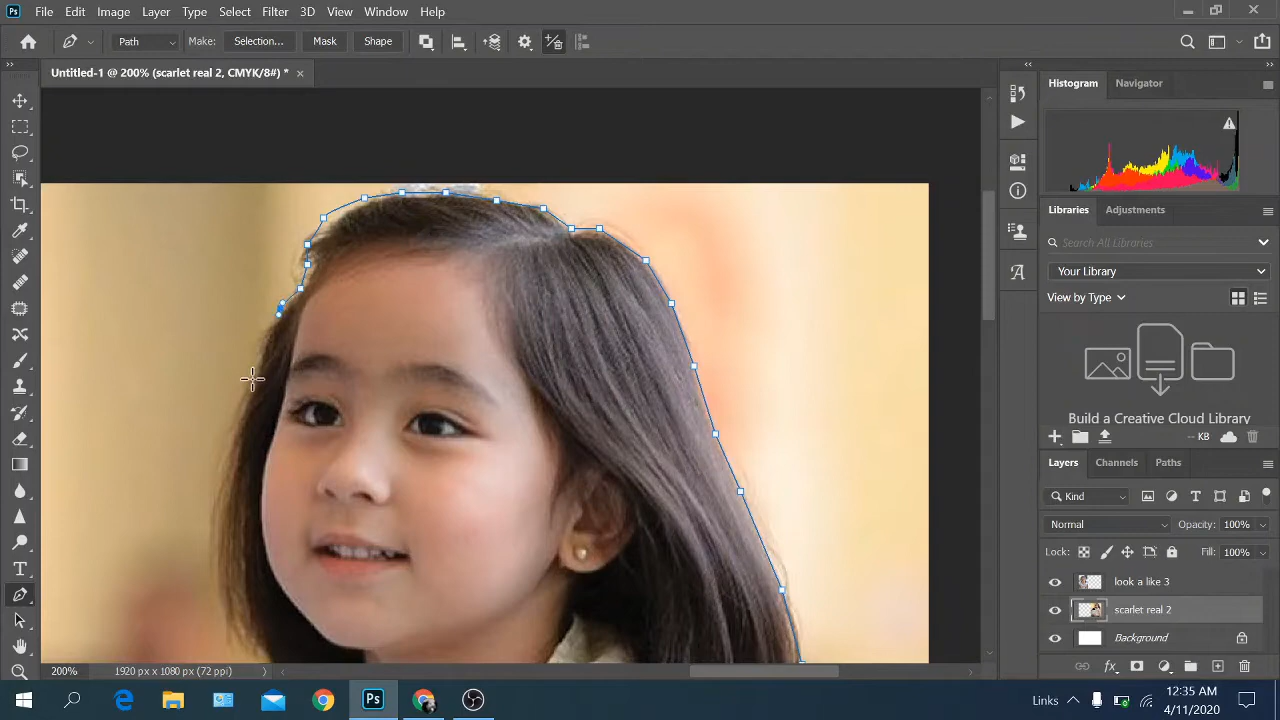 File Edit Image Layer Type Select Filter 3D View Window Help
Path Make: Selection... Mask Shape
Untitled-1 @ 200% (scarlet real 2, CMYK/8#) *
Histogram Navigator
Libraries Adjustments
Search All Libraries
Your Library
View by Type
Build a Creative Cloud Library
-- KB
Layers Channels Paths
Kind
Normal Opacity: 100%
Lock: Fill: 100%
look a like 3
scarlet real 2
Background
200% 1920 px x 1080 px (72 ppi)
Links 12:35 AM
4/11/2020